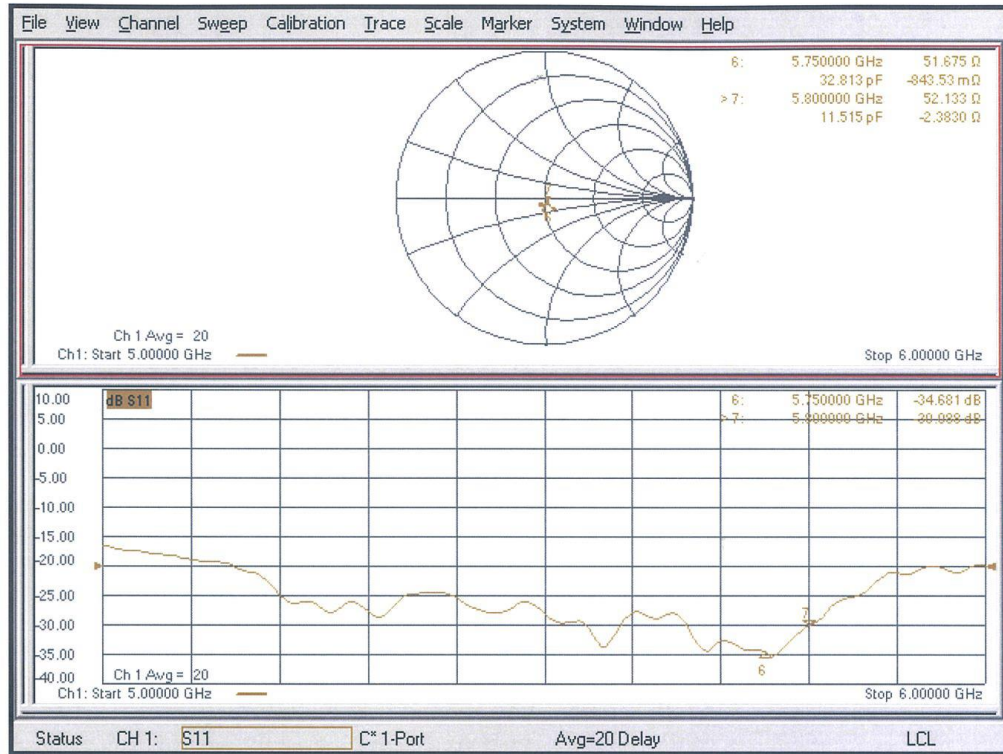 File View Channel Sweep Calibration Trace Scale Marker System Window Help
6: 5.750000 GHz 51.675 Ω
32.813 pF -843.53 mΩ
> 7: 5.800000 GHz 52.133 Ω
11.515 pF -2.3830 Ω
Ch 1 Avg = 20
Ch1: Start 5.00000 GHz
Stop 6.00000 GHz
10.00
dB S11
6: 5.750000 GHz -34.681 dB
> 7: 5.800000 GHz
5.00
0.00
-5.00
-10.00
-15.00
-20.00
-25.00
-30.00
7
-35.00
6
-40.00
Ch 1 Avg = 20
Ch1: Start 5.00000 GHz
Stop 6.00000 GHz
Status CH 1: S11 C* 1-Port Avg=20 Delay LCL